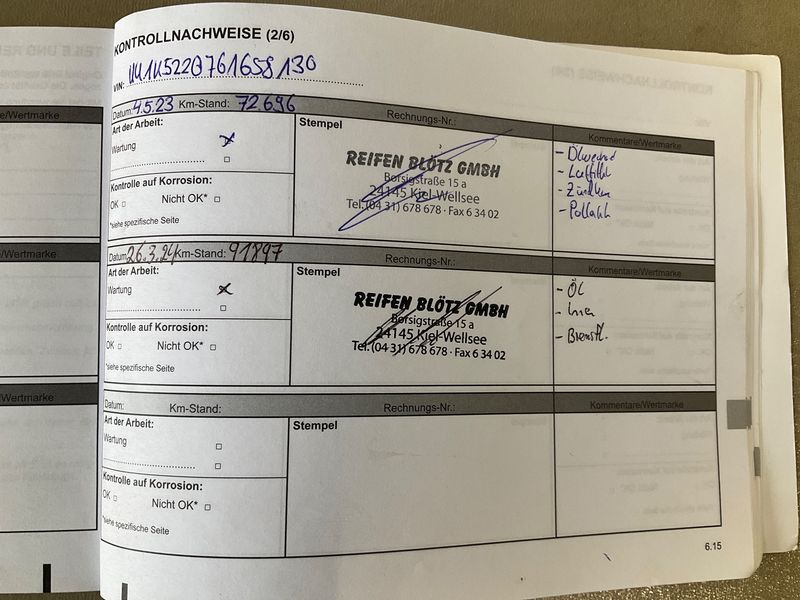 KONTROLLNACHWEISE (2/6)
VIN:
Datum: 4.5.23 Km-Stand: 72696 Rechnungs-Nr.:
Art der Arbeit: Stempel Kommentare/Wertmarke
Wartung x
REIFEN BLÖTZ GMBH
Borsigstraße 15 a
24145 Kiel-Wellsee
Tel. (04 31) 678 678 · Fax 6 34 02
- Ölwechsel
- Luftfilt.
- Zündken
- Pollenfilt
Kontrolle auf Korrosion:
OK □ Nicht OK* □
*siehe spezifische Seite
Datum: 26.3.24 Km-Stand: 91897 Rechnungs-Nr.:
Art der Arbeit: Stempel Kommentare/Wertmarke
Wartung x
REIFEN BLÖTZ GMBH
Borsigstraße 15 a
24145 Kiel-Wellsee
Tel. (04 31) 678 678 · Fax 6 34 02
- Öl
- Innen
- Bremsfl.
Kontrolle auf Korrosion:
OK □ Nicht OK* □
*siehe spezifische Seite
Datum: Km-Stand: Rechnungs-Nr.:
Art der Arbeit: Stempel Kommentare/Wertmarke
Wartung □
Kontrolle auf Korrosion:
OK □ Nicht OK* □
*siehe spezifische Seite
6.15
e/Wertmarke
e/Wertmarke
e/Wertmarke